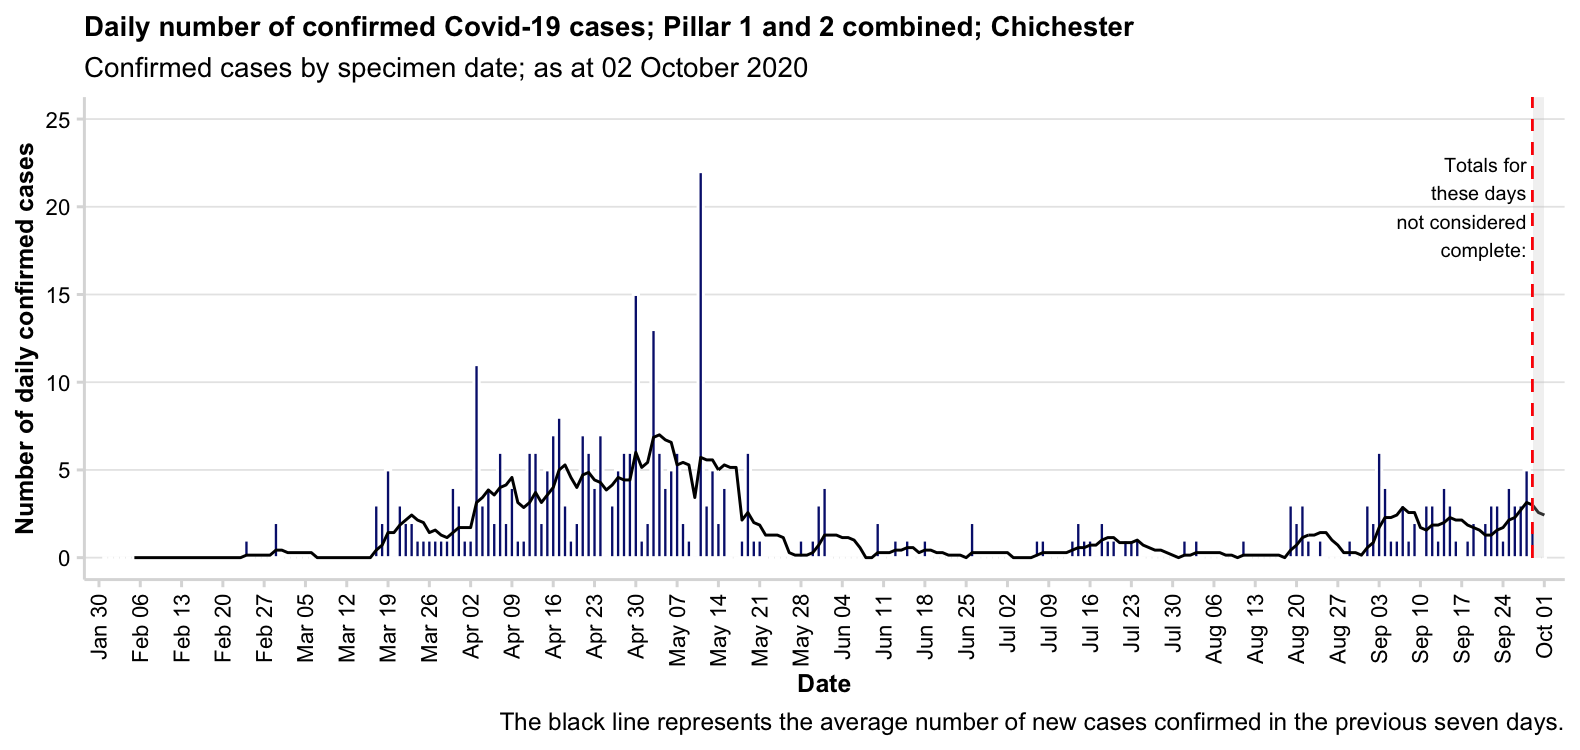 Daily number of confirmed Covid-19 cases; Pillar 1 and 2 combined; Chichester
Confirmed cases by specimen date; as at 02 October 2020
Number of daily confirmed cases
25
20
15
10
5
0
Totals for
these days
not considered
complete:
Jan 30
Feb 06
Feb 13
Feb 20
Feb 27
Mar 05
Mar 12
Mar 19
Mar 26
Apr 02
Apr 09
Apr 16
Apr 23
Apr 30
May 07
May 14
May 21
May 28
Jun 04
Jun 11
Jun 18
Jun 25
Jul 02
Jul 09
Jul 16
Jul 23
Jul 30
Aug 06
Aug 13
Aug 20
Aug 27
Sep 03
Sep 10
Sep 17
Sep 24
Oct 01
Date
The black line represents the average number of new cases confirmed in the previous seven days.